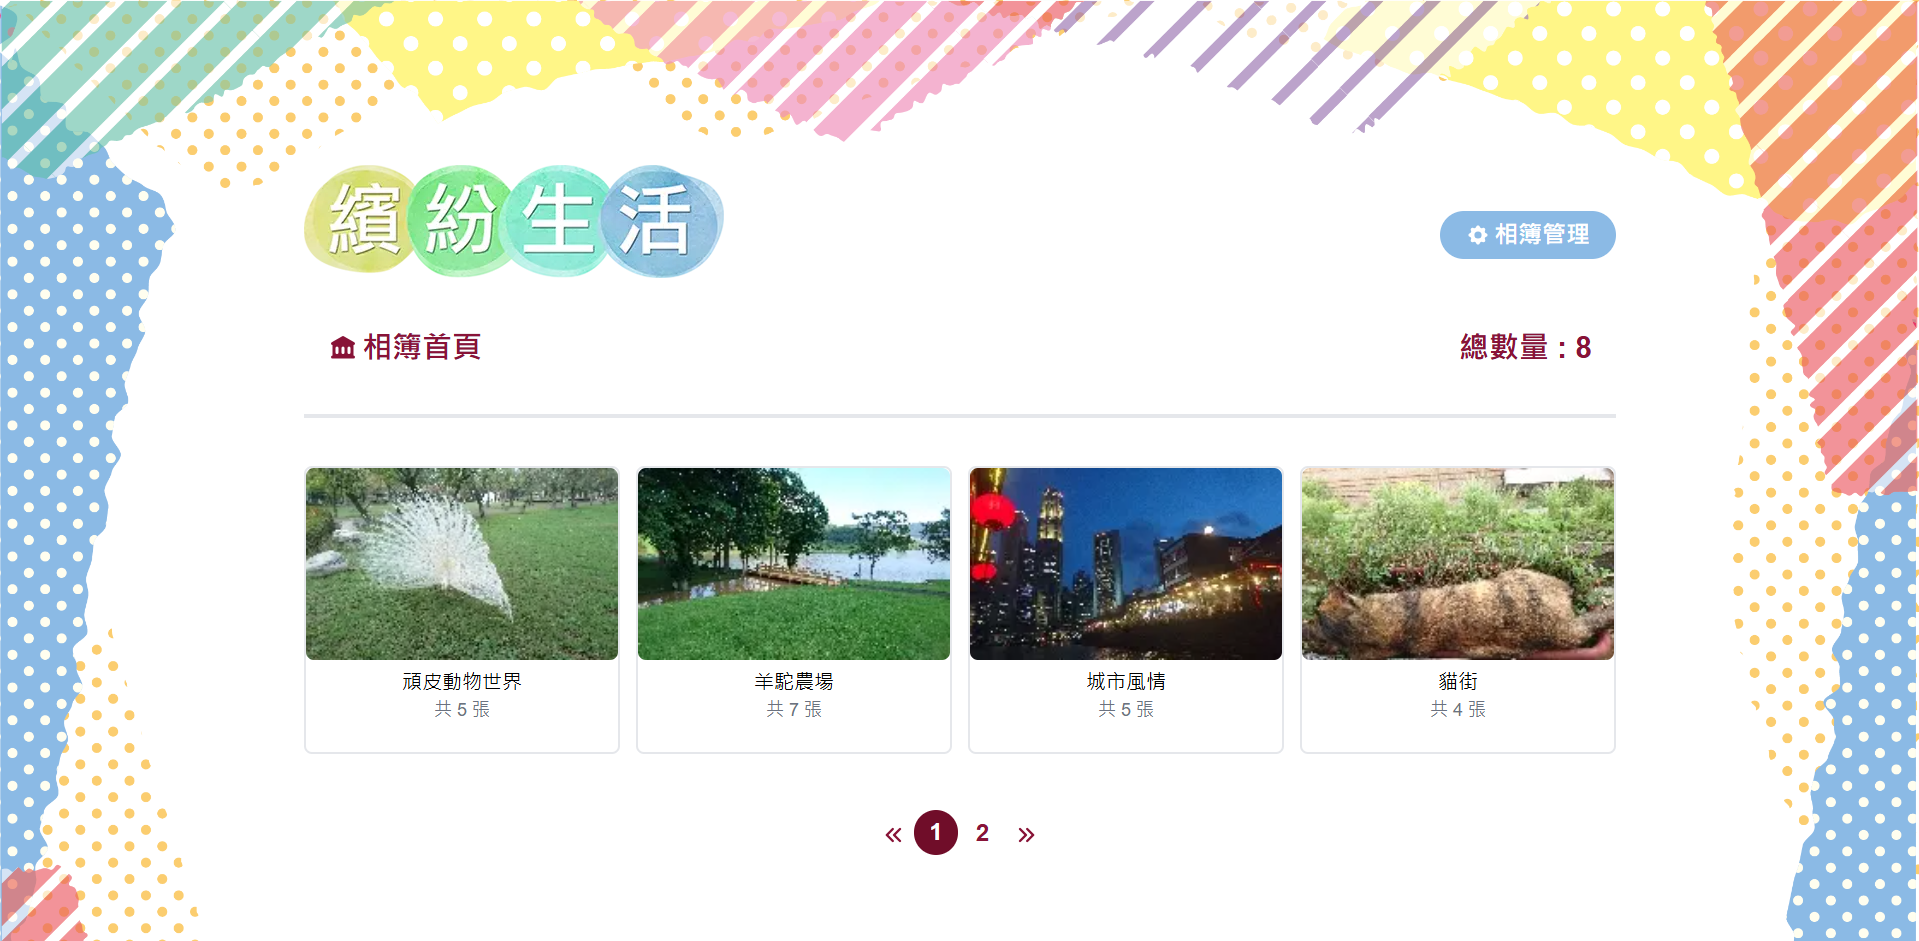 繽紛生活
相簿管理
相簿首頁
總數量 : 8
頑皮動物世界
共 5 張
羊駝農場
共 7 張
城市風情
共 5 張
貓街
共 4 張
« 1 2 »